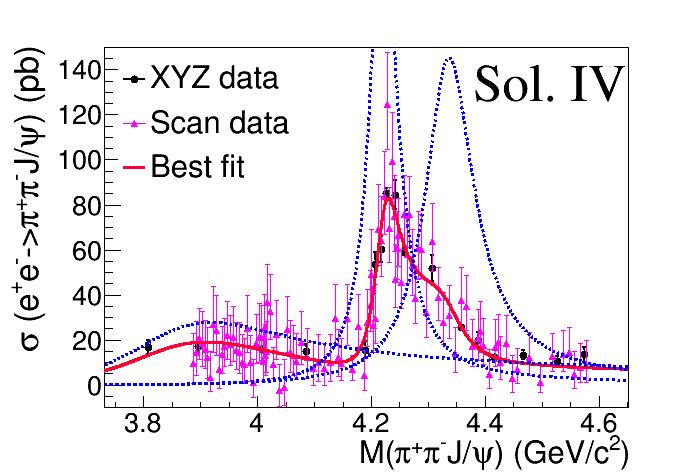 Sol. IV
XYZ data
Scan data
Best fit
σ (e⁺e⁻->π⁺π⁻J/ψ) (pb)
140
120
100
80
60
40
20
0
3.8 4 4.2 4.4 4.6
M(π⁺π⁻J/ψ) (GeV/c²)